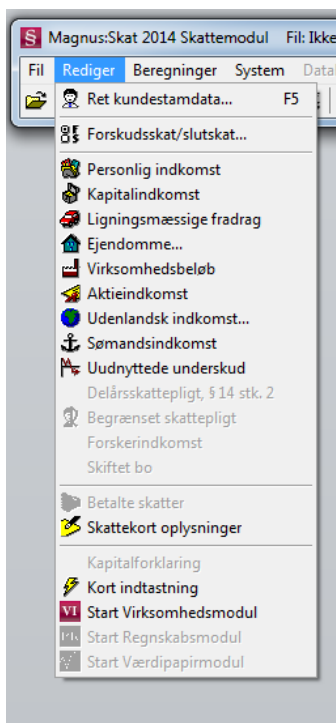 Magnus:Skat 2014 Skattemodul Fil: Ikke
Fil Rediger Beregninger System Data
Ret kundestamdata... F5
Forskudsskat/slutskat...
Personlig indkomst
Kapitalindkomst
Ligningsmæssige fradrag
Ejendomme...
Virksomhedsbeløb
Aktieindkomst
Udenlandsk indkomst...
Sømandsindkomst
Uudnyttede underskud
Delårsskattepligt, § 14 stk. 2
Begrænset skattepligt
Forskerindkomst
Skiftet bo
Betalte skatter
Skattekort oplysninger
Kapitalforklaring
Kort indtastning
VI Start Virksomhedsmodul
Start Regnskabsmodul
Start Værdipapirmodul